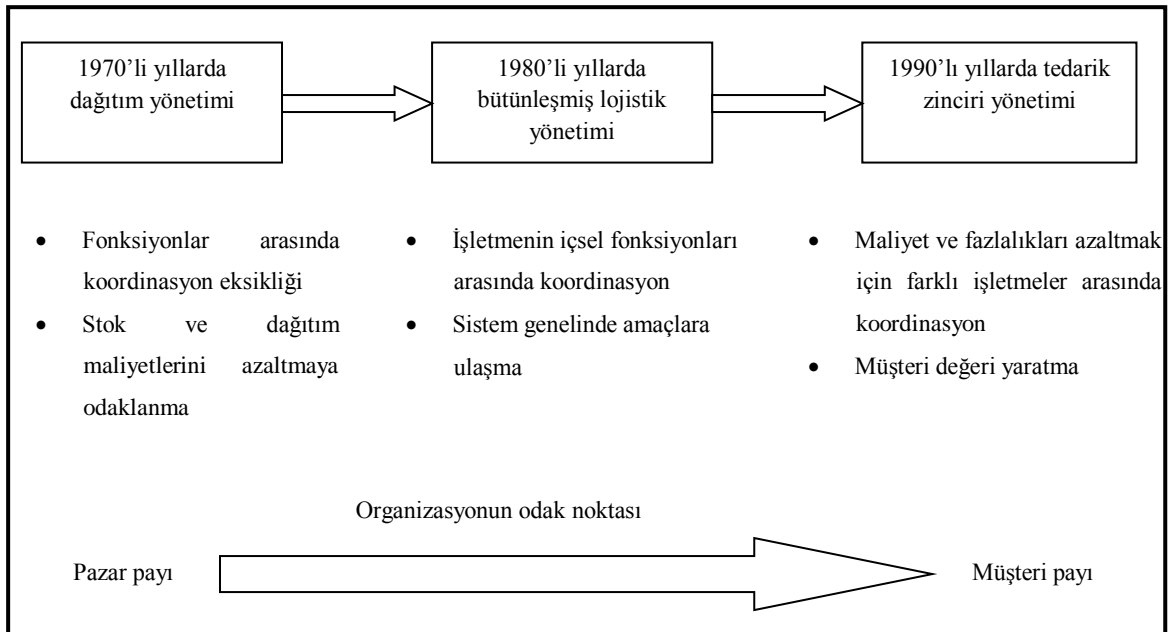 1970’li yıllarda
dağıtım yönetimi
1980’li yıllarda
bütünleşmiş lojistik
yönetimi
1990’lı yıllarda tedarik
zinciri yönetimi
• Fonksiyonlar arasında
koordinasyon eksikliği
• Stok ve dağıtım
maliyetlerini azaltmaya
odaklanma
• İşletmenin içsel fonksiyonları
arasında koordinasyon
• Sistem genelinde amaçlara
ulaşma
• Maliyet ve fazlalıkları azaltmak
için farklı işletmeler arasında
koordinasyon
• Müşteri değeri yaratma
Organizasyonun odak noktası
Pazar payı
Müşteri payı